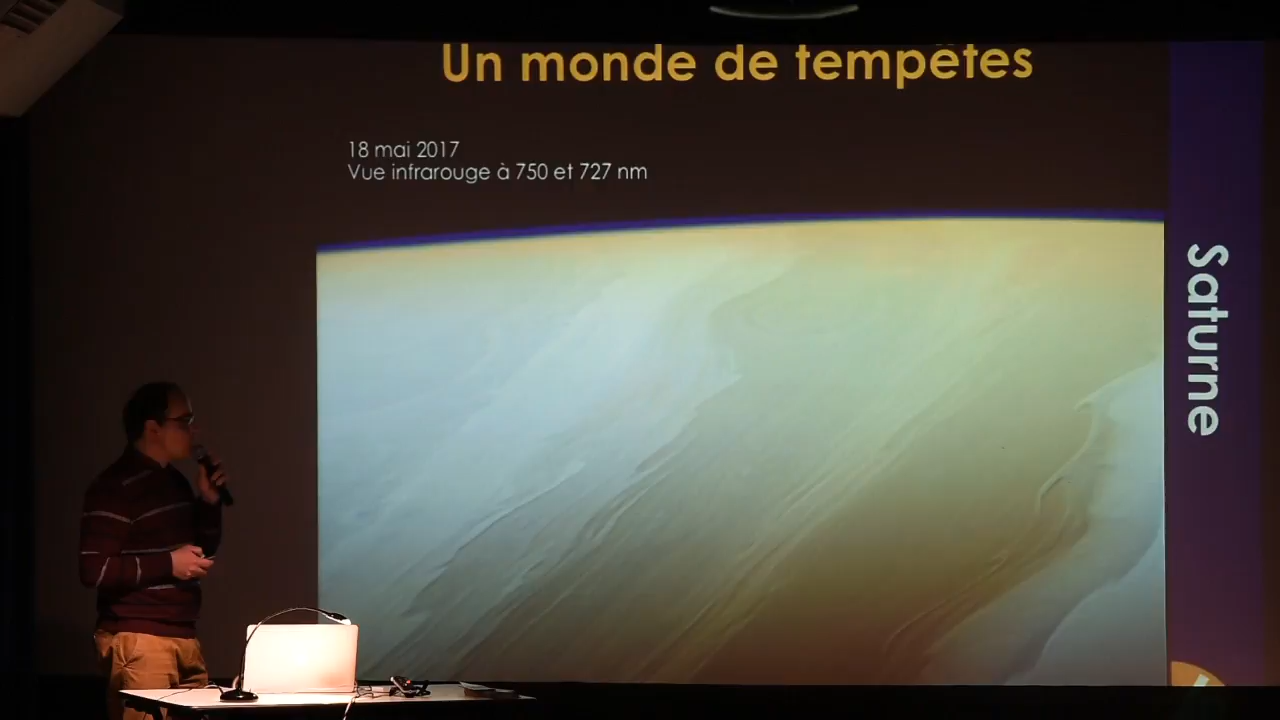 Un monde de tempêtes
18 mai 2017
Vue infrarouge à 750 et 727 nm
Saturne